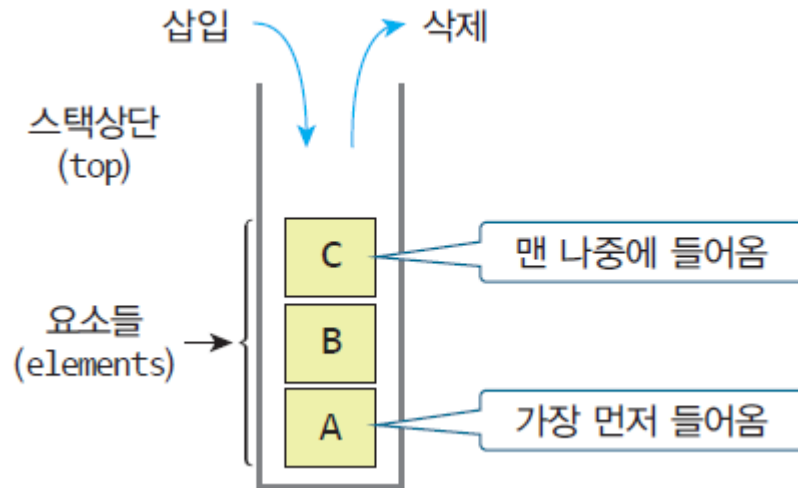 삽입
삭제
스택상단
(top)
C
맨 나중에 들어옴
요소들
(elements)
B
A
가장 먼저 들어옴